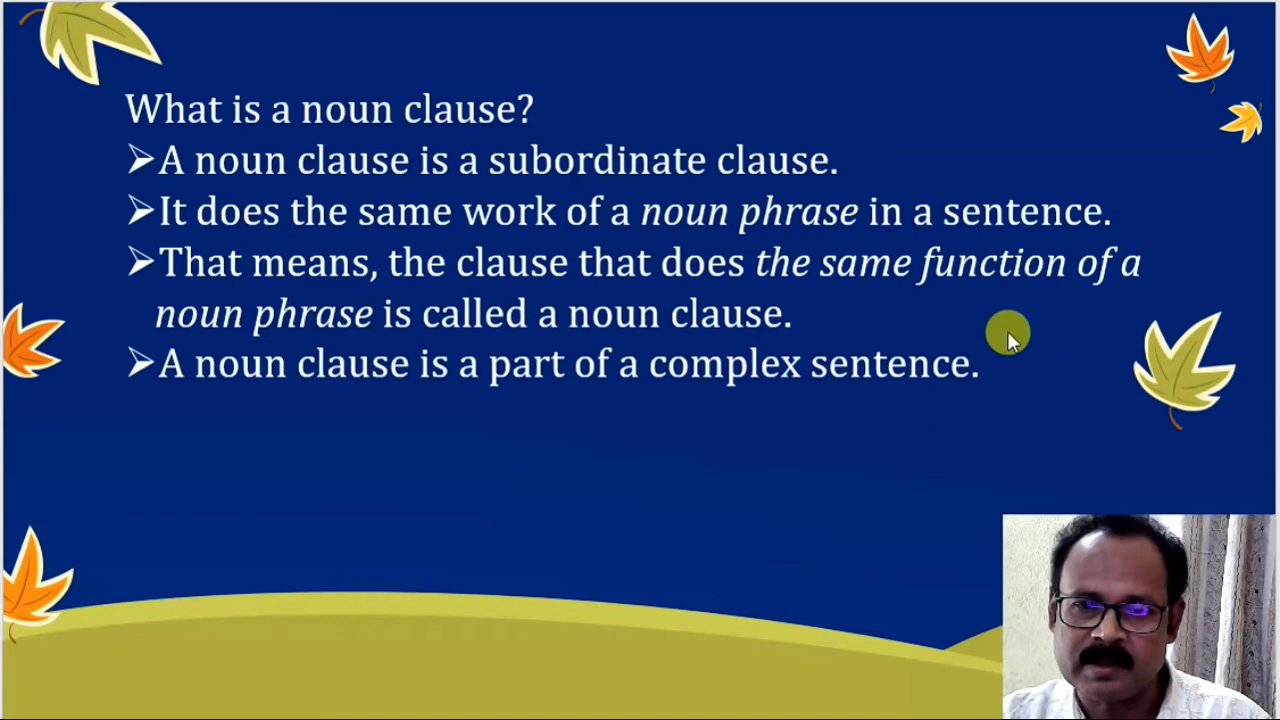 What is a noun clause?
➢A noun clause is a subordinate clause.
➢It does the same work of a noun phrase in a sentence.
➢That means, the clause that does the same function of a
noun phrase is called a noun clause.
➢A noun clause is a part of a complex sentence.